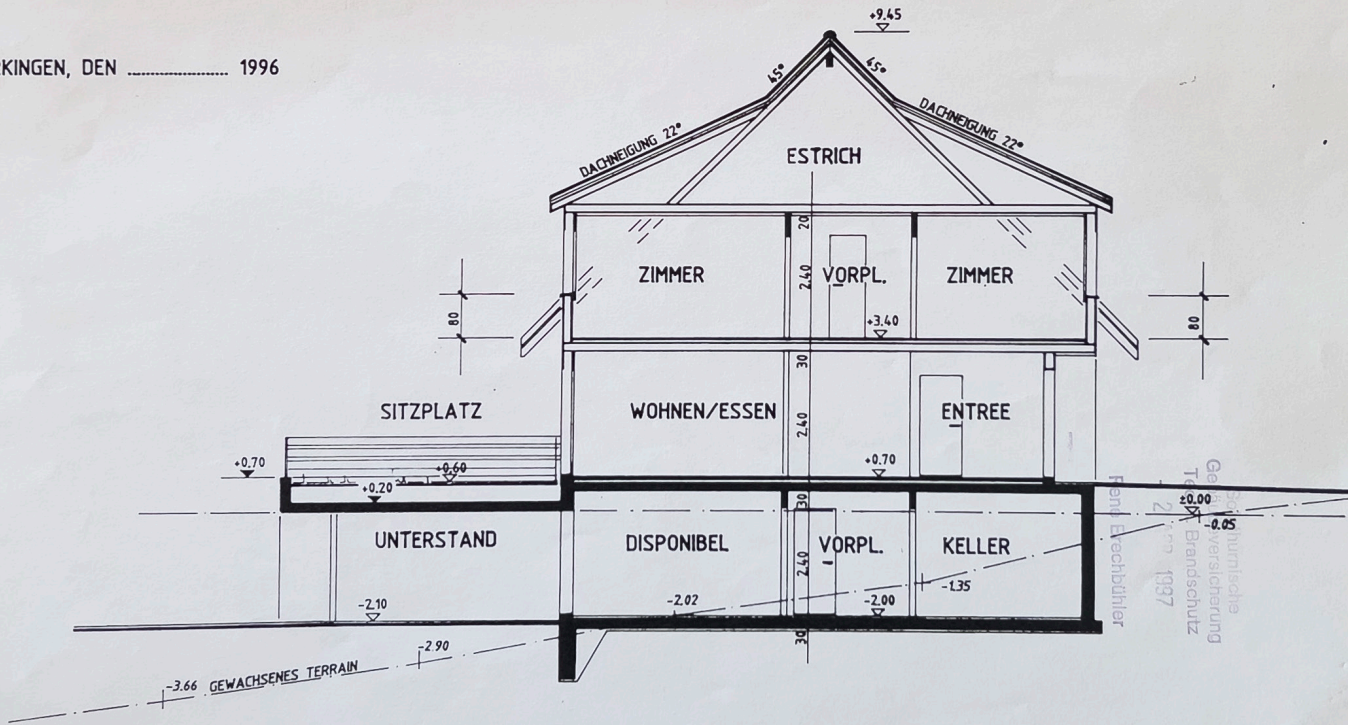 KINGEN, DEN ...................... 1996
+9.45
45°
45°
DACHNEIGUNG 22°
DACHNEIGUNG 22°
ESTRICH
20
ZIMMER
VORPL.
ZIMMER
2.40
80
80
+3.40
30
SITZPLATZ
WOHNEN/ESSEN
ENTREE
2.40
+0.70
+0.60
+0.70
+0.20
30
±0.00
-0.05
UNTERSTAND
DISPONIBEL
VORPL.
KELLER
2.40
-1.35
-2.10
-2.02
-2.00
30
-2.90
-3.66 GEWACHSENES TERRAIN
Brandschutz
1997
René Brechbühler